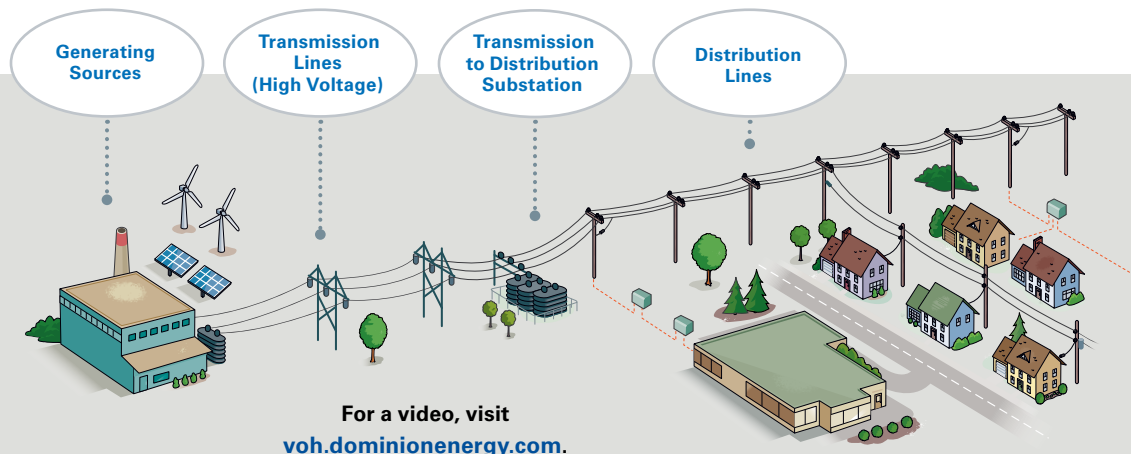 Generating
Sources
Transmission
Lines
(High Voltage)
Transmission
to Distribution
Substation
Distribution
Lines
For a video, visit
voh.dominionenergy.com.